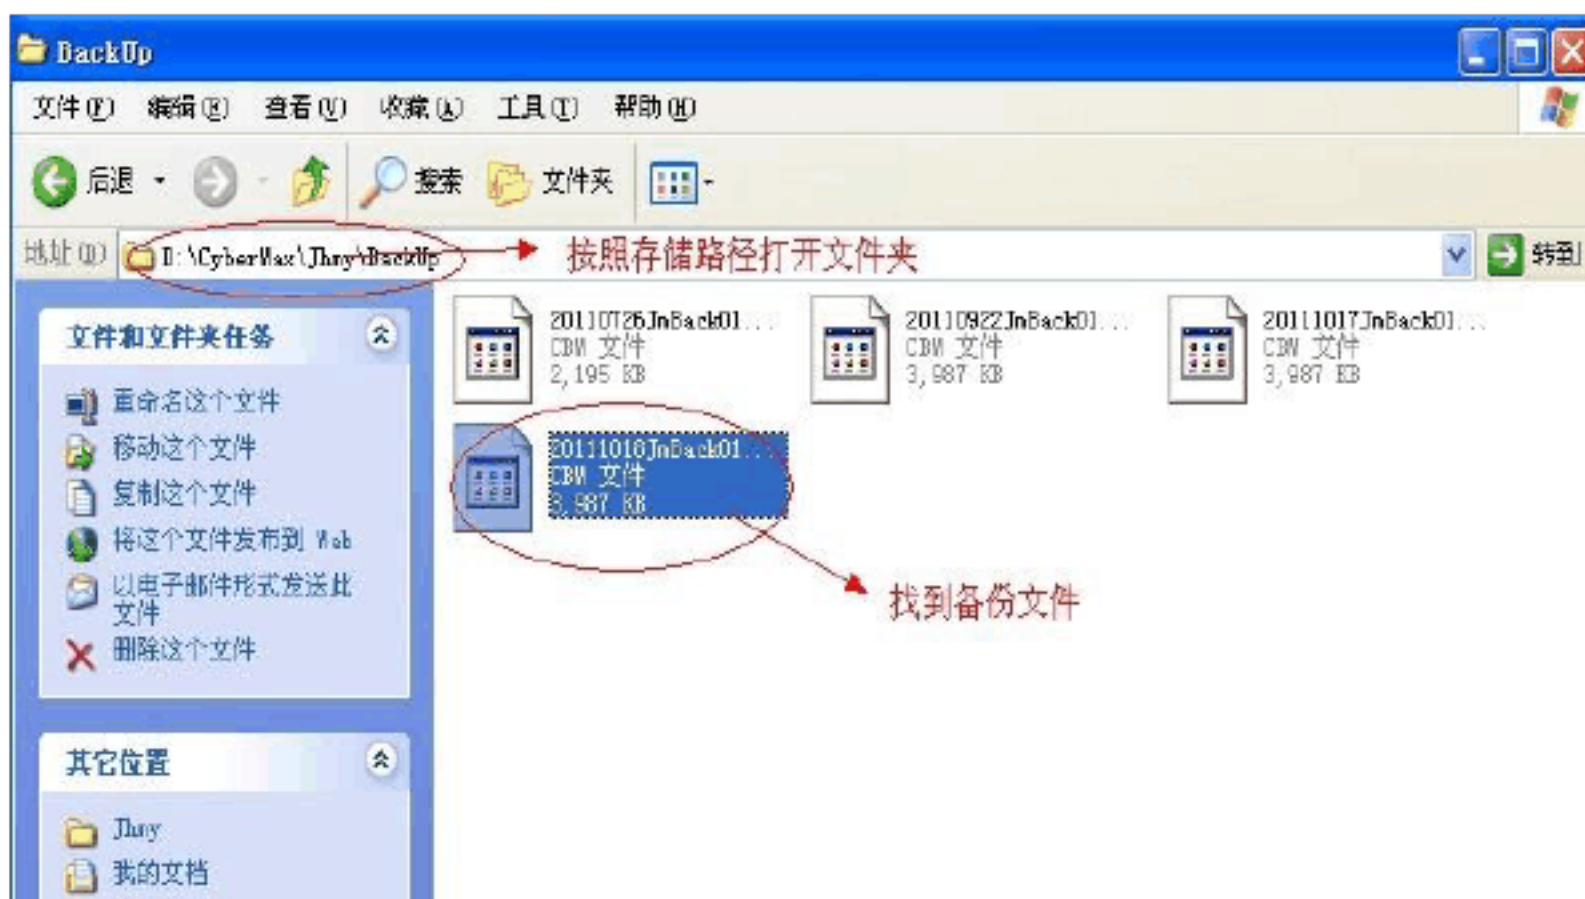 BackUp
文件(F) 编辑(E) 查看(V) 收藏(A) 工具(T) 帮助(H)
后退 搜索 文件夹
地址(D) D:\CyberMax\Jhny\BackUp 按照存储路径打开文件夹 转到
文件和文件夹任务
重命名这个文件
移动这个文件
复制这个文件
将这个文件发布到 Web
以电子邮件形式发送此
文件
删除这个文件
其它位置
Jhny
我的文档
20110726JnBack01...
CBM 文件
2,195 KB
20110922JnBack01...
CBM 文件
3,987 KB
20111017JnBack01...
CBM 文件
3,987 KB
20111018JnBack01...
CBM 文件
3,987 KB
找到备份文件